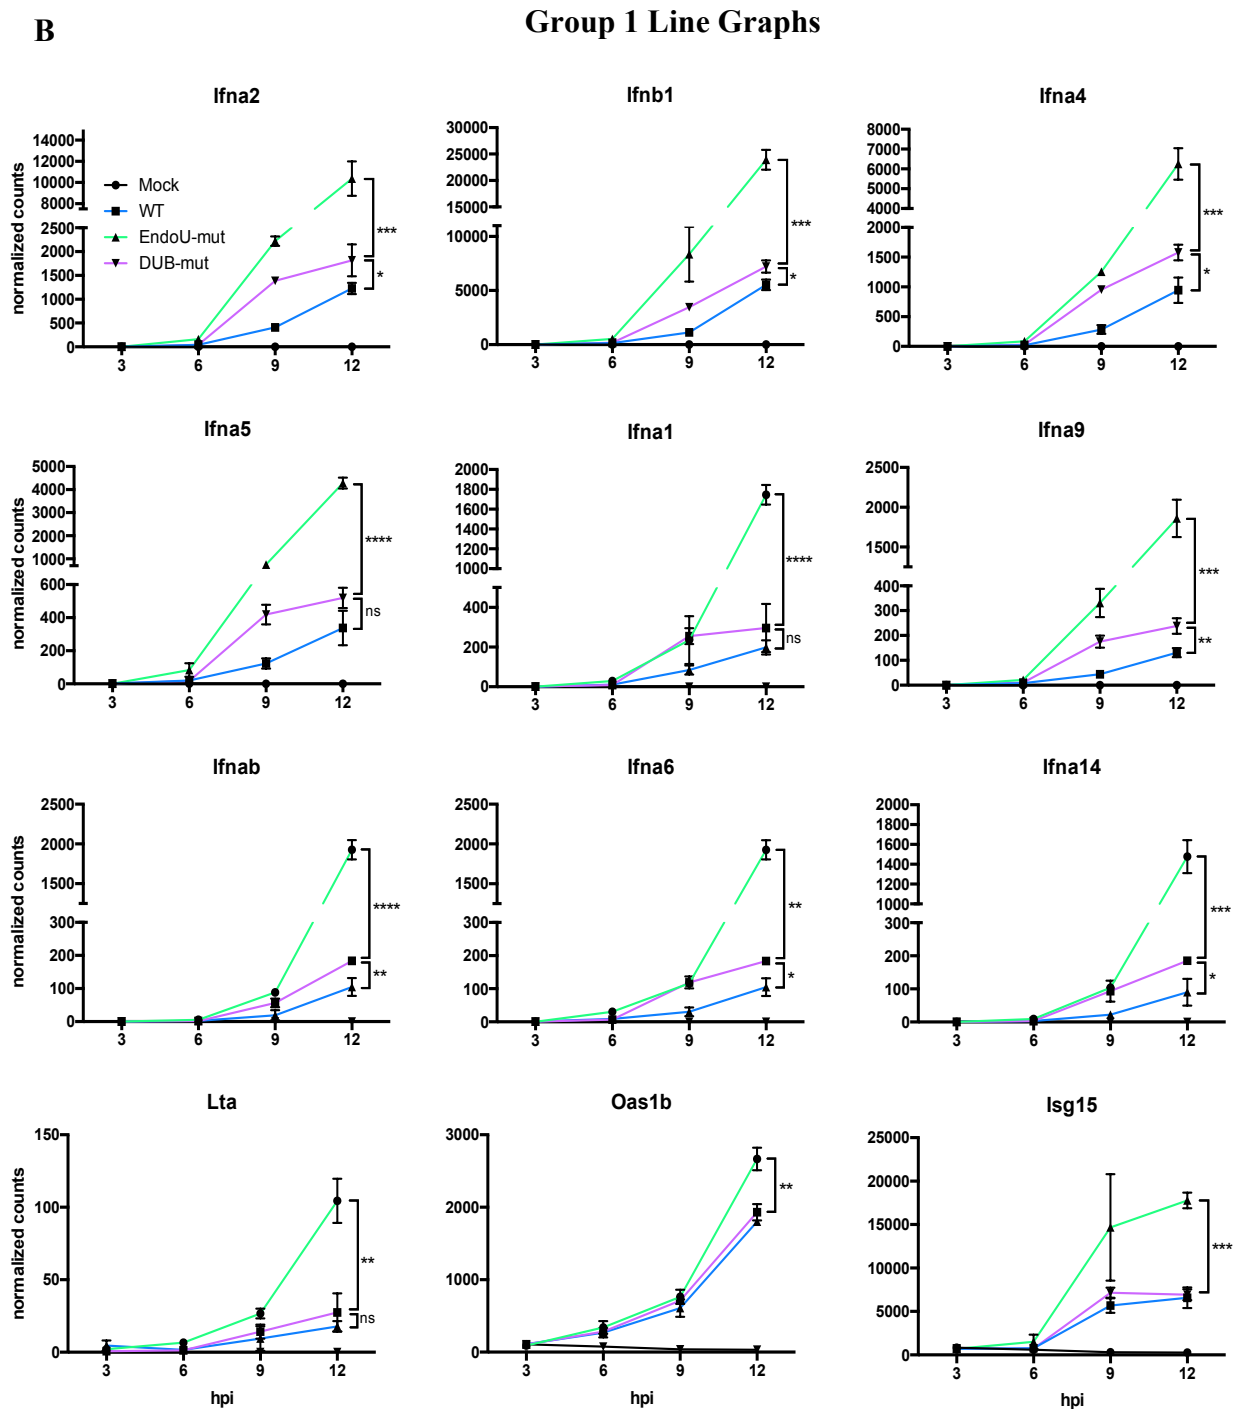 B
Group 1 Line Graphs
Ifna2
Ifnb1
Ifna4
normalized counts
14000
12000
10000
8000
2500
2000
1500
1000
500
0
Mock
WT
EndoU-mut
DUB-mut
***
*
3 6 9 12
30000
25000
20000
15000
10000
5000
0
***
*
3 6 9 12
8000
7000
6000
5000
4000
2000
1500
1000
500
0
***
*
3 6 9 12
Ifna5
Ifna1
Ifna9
normalized counts
5000
4000
3000
2000
1000
600
400
200
0
****
ns
3 6 9 12
2000
1800
1600
1400
1200
1000
400
200
0
****
ns
3 6 9 12
2500
2000
1500
400
300
200
100
0
***
**
3 6 9 12
Ifnab
Ifna6
Ifna14
normalized counts
2500
2000
1500
300
200
100
0
****
**
3 6 9 12
2500
2000
1500
300
200
100
0
**
*
3 6 9 12
2000
1800
1600
1400
1200
1000
300
200
100
0
***
*
3 6 9 12
Lta
Oas1b
Isg15
normalized counts
150
100
50
0
**
ns
3 6 9 12
hpi
3000
2000
1000
0
**
3 6 9 12
25000
20000
15000
10000
5000
0
***
3 6 9 12
hpi